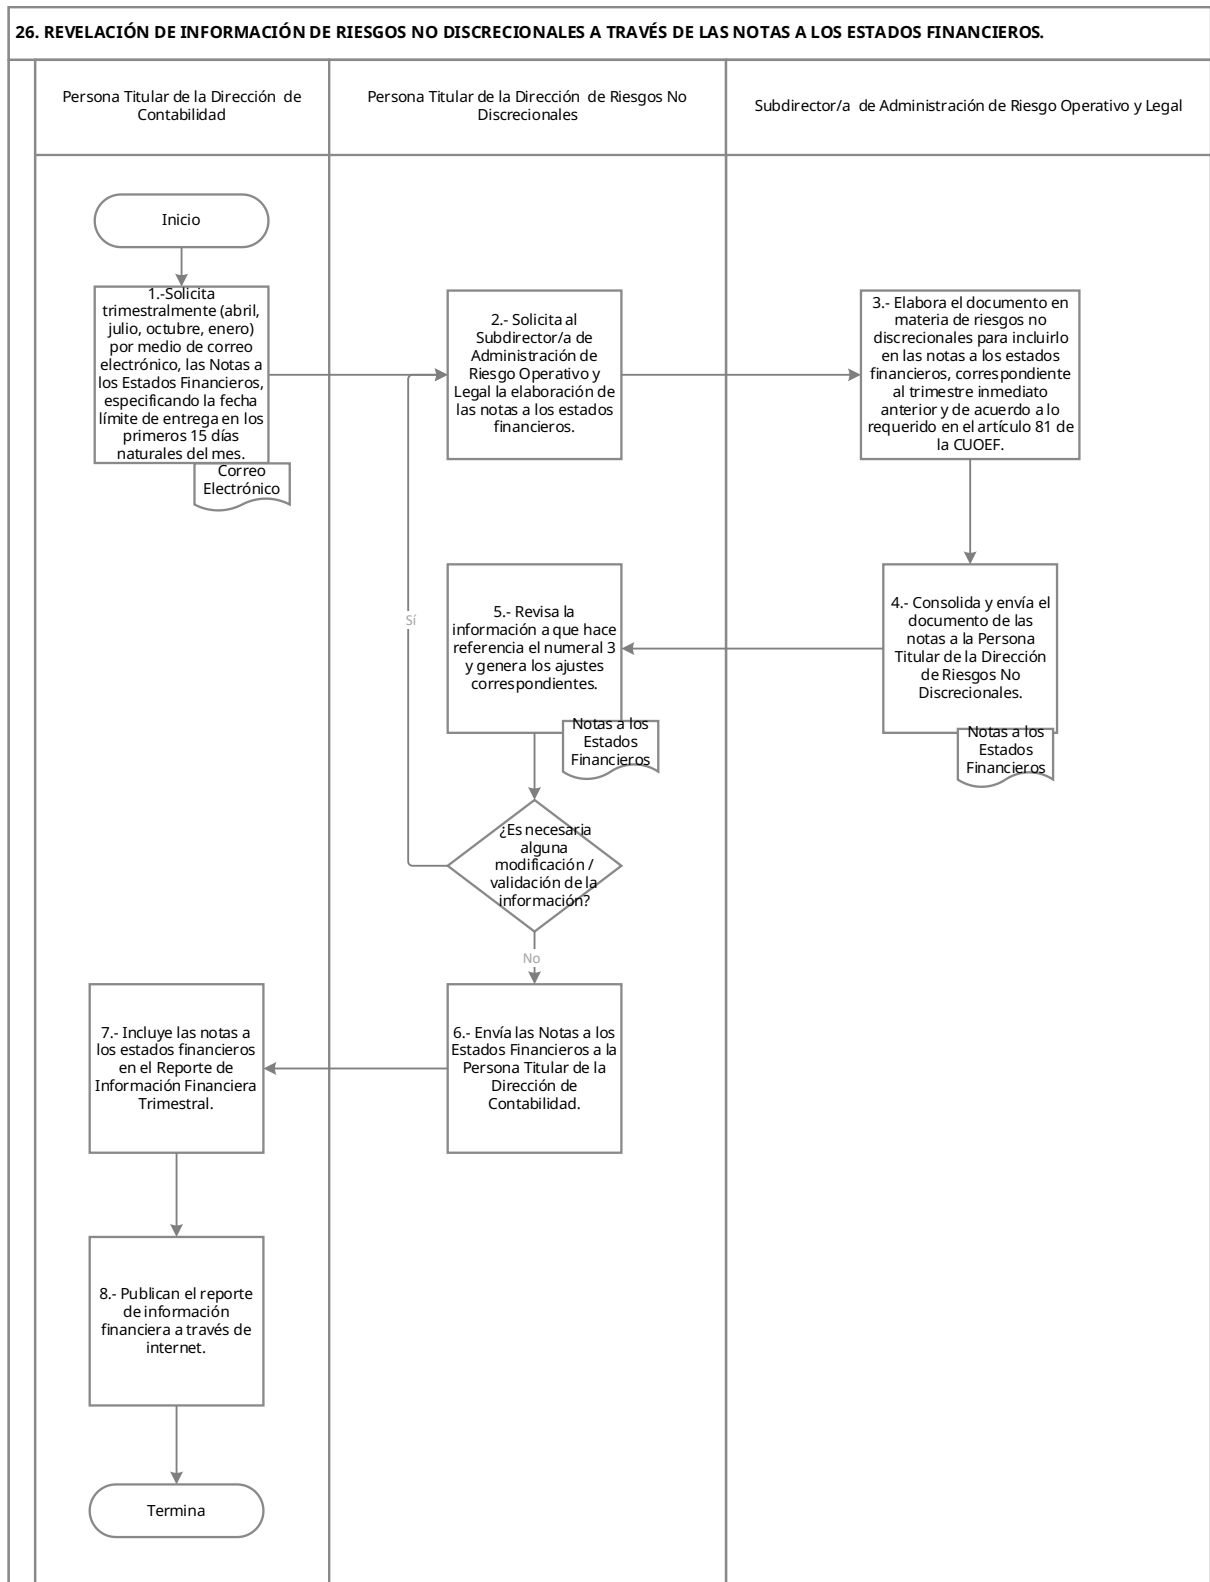 26. REVELACIÓN DE INFORMACIÓN DE RIESGOS NO DISCRECIONALES A TRAVÉS DE LAS NOTAS A LOS ESTADOS FINANCIEROS.
Persona Titular de la Dirección de
Contabilidad
Persona Titular de la Dirección de Riesgos No
Discrecionales
Subdirector/a de Administración de Riesgo Operativo y Legal
Inicio
1.-Solicita
trimestralmente (abril,
julio, octubre, enero)
por medio de correo
electrónico, las Notas a
los Estados Financieros,
especificando la fecha
límite de entrega en los
primeros 15 días
naturales del mes.
Correo
Electrónico
2.- Solicita al
Subdirector/a de
Administración de
Riesgo Operativo y
Legal la elaboración de
las notas a los estados
financieros.
3.- Elabora el documento en
materia de riesgos no
discrecionales para incluirlo
en las notas a los estados
financieros, correspondiente
al trimestre inmediato
anterior y de acuerdo a lo
requerido en el artículo 81 de
la CUOEF.
4.- Consolida y envía el
documento de las
notas a la Persona
Titular de la Dirección
de Riesgos No
Discrecionales.
Notas a los
Estados
Financieros
5.- Revisa la
información a que hace
referencia el numeral 3
y genera los ajustes
correspondientes.
Notas a los
Estados
Financieros
Sí
¿Es necesaria
alguna
modificación /
validación de la
información?
No
6.- Envía las Notas a los
Estados Financieros a la
Persona Titular de la
Dirección de
Contabilidad.
7.- Incluye las notas a
los estados financieros
en el Reporte de
Información Financiera
Trimestral.
8.- Publican el reporte
de información
financiera a través de
internet.
Termina